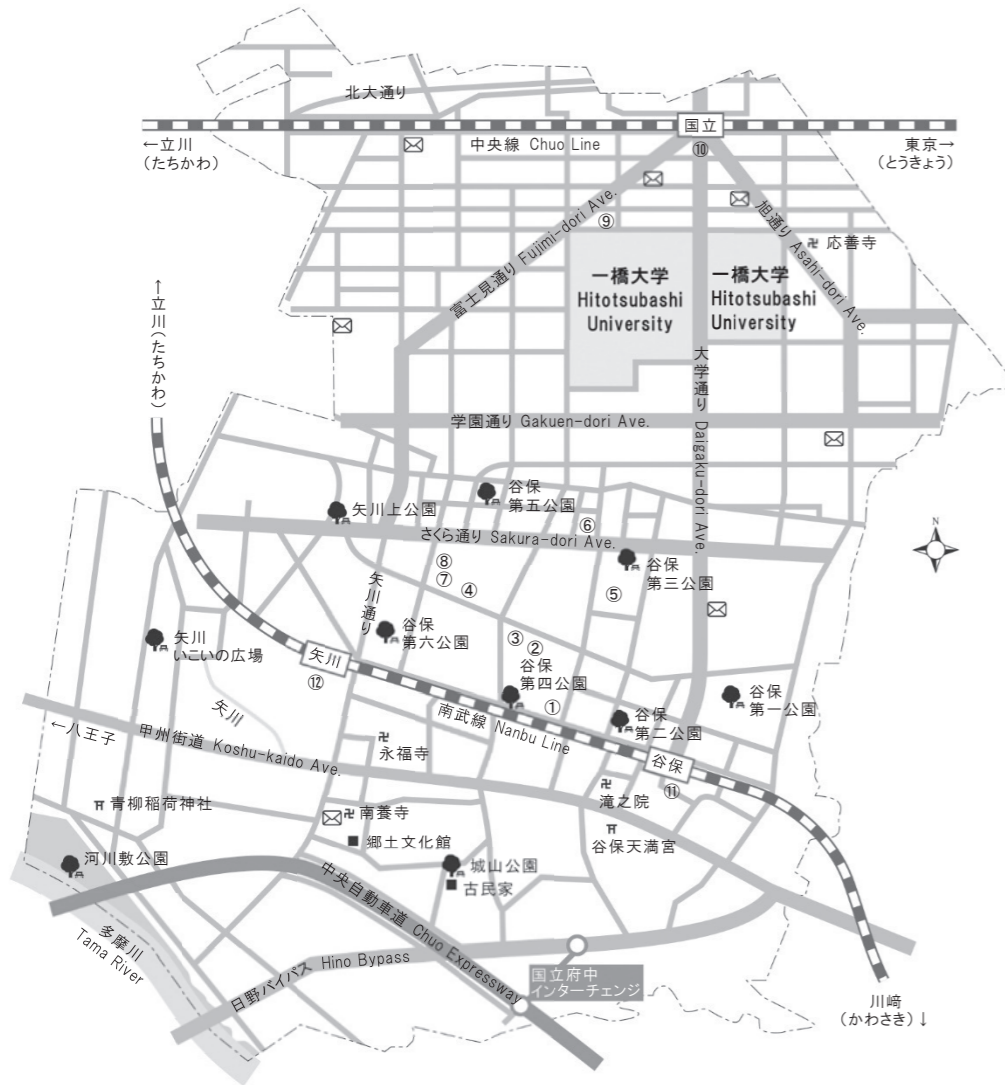 北大通り
国立
←立川
(たちかわ)
中央線 Chuo Line
⑩
東京→
(とうきょう)
富士見通り Fujimi-dori Ave.
⑨
旭通り Asahi-dori Ave.
卍 応善寺
一橋大学
Hitotsubashi
University
一橋大学
Hitotsubashi
University
↑立川(たちかわ)
大学通り Daigaku-dori Ave.
学園通り Gakuen-dori Ave.
谷保
第五公園
矢川上公園
⑥
さくら通り Sakura-dori Ave.
N
谷保
第三公園
⑧
⑦
④
⑤
矢川通り
谷保
第六公園
③
②
矢川
いこいの広場
矢川
⑫
谷保
第四公園
①
谷保
第二公園
谷保
第一公園
矢川
南武線 Nanbu Line
←八王子
甲州街道 Koshu-kaido Ave.
卍
永福寺
谷保
⑪
卍
滝之院
青柳稲荷神社
卍 南養寺
郷土文化館
谷保天満宮
河川敷公園
城山公園
古民家
中央自動車道 Chuo Expressway
多摩川
Tama River
日野バイパス Hino Bypass
国立府中
インターチェンジ
川﨑
(かわさき)↓